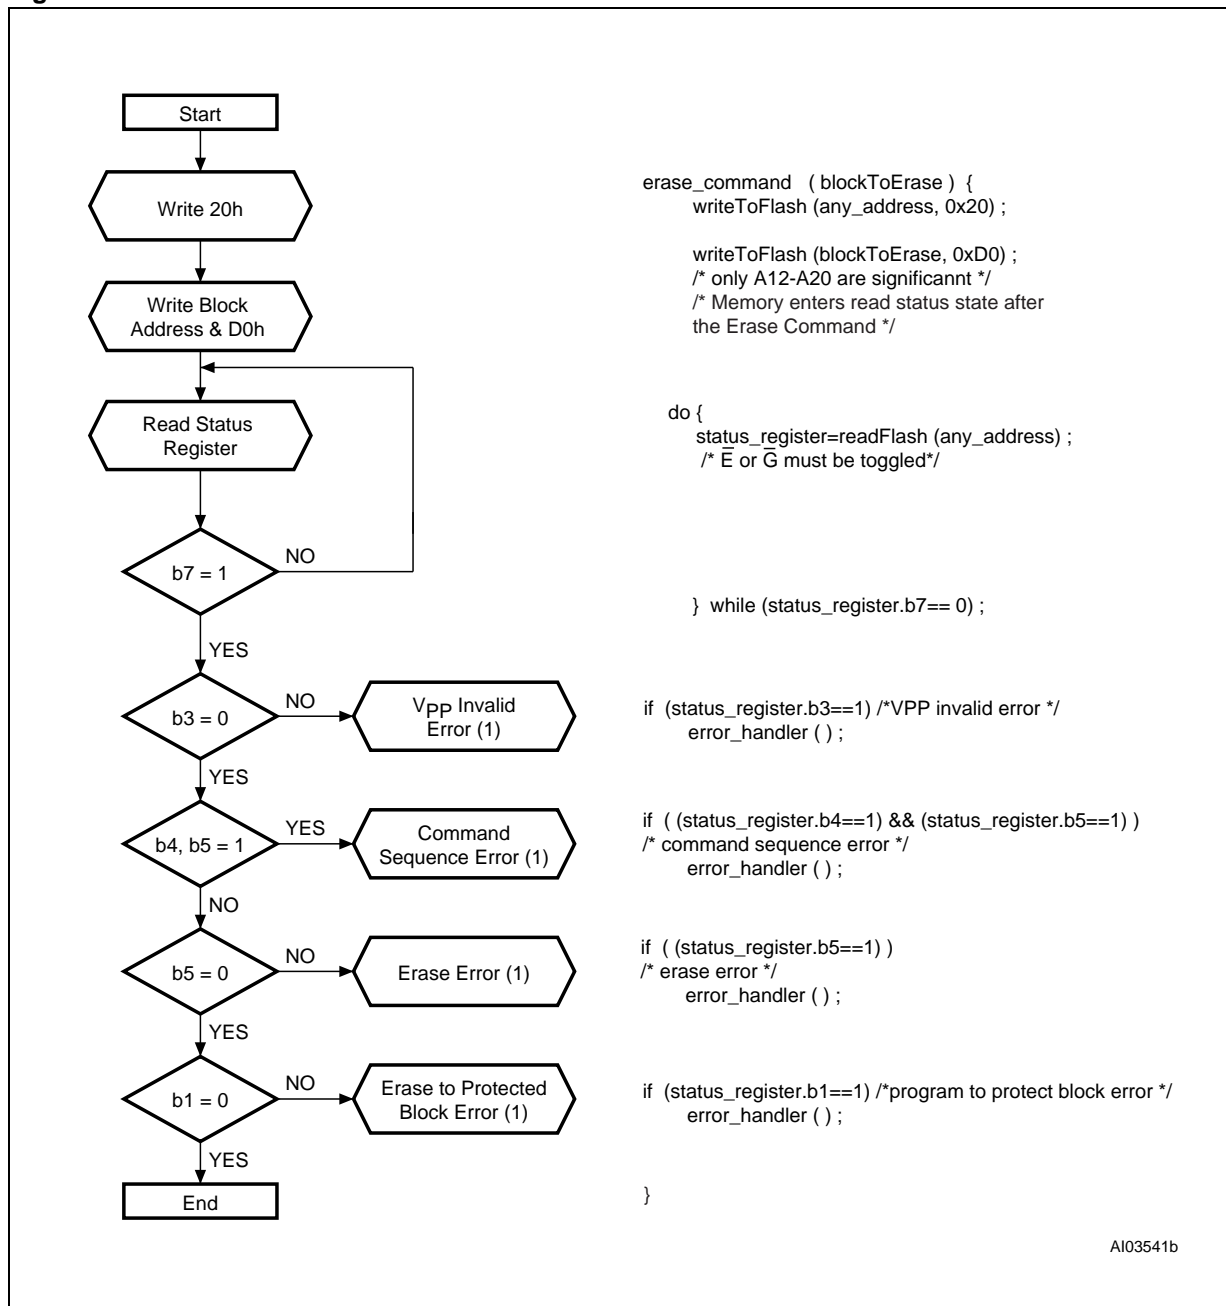 Start
Write 20h
Write Block
Address & D0h
Read Status
Register
b7 = 1
NO
YES
b3 = 0
NO
VPP Invalid
Error (1)
YES
b4, b5 = 1
YES
Command
Sequence Error (1)
NO
b5 = 0
NO
Erase Error (1)
YES
b1 = 0
NO
Erase to Protected
Block Error (1)
YES
End
erase_command ( blockToErase ) {
writeToFlash (any_address, 0x20) ;
writeToFlash (blockToErase, 0xD0) ;
/* only A12-A20 are significannt */
/* Memory enters read status state after
the Erase Command */
do {
status_register=readFlash (any_address) ;
/* E̅ or G̅ must be toggled*/
} while (status_register.b7== 0) ;
if (status_register.b3==1) /*VPP invalid error */
error_handler ( ) ;
if ( (status_register.b4==1) && (status_register.b5==1) )
/* command sequence error */
error_handler ( ) ;
if ( (status_register.b5==1) )
/* erase error */
error_handler ( ) ;
if (status_register.b1==1) /*program to protect block error */
error_handler ( ) ;
}
AI03541b